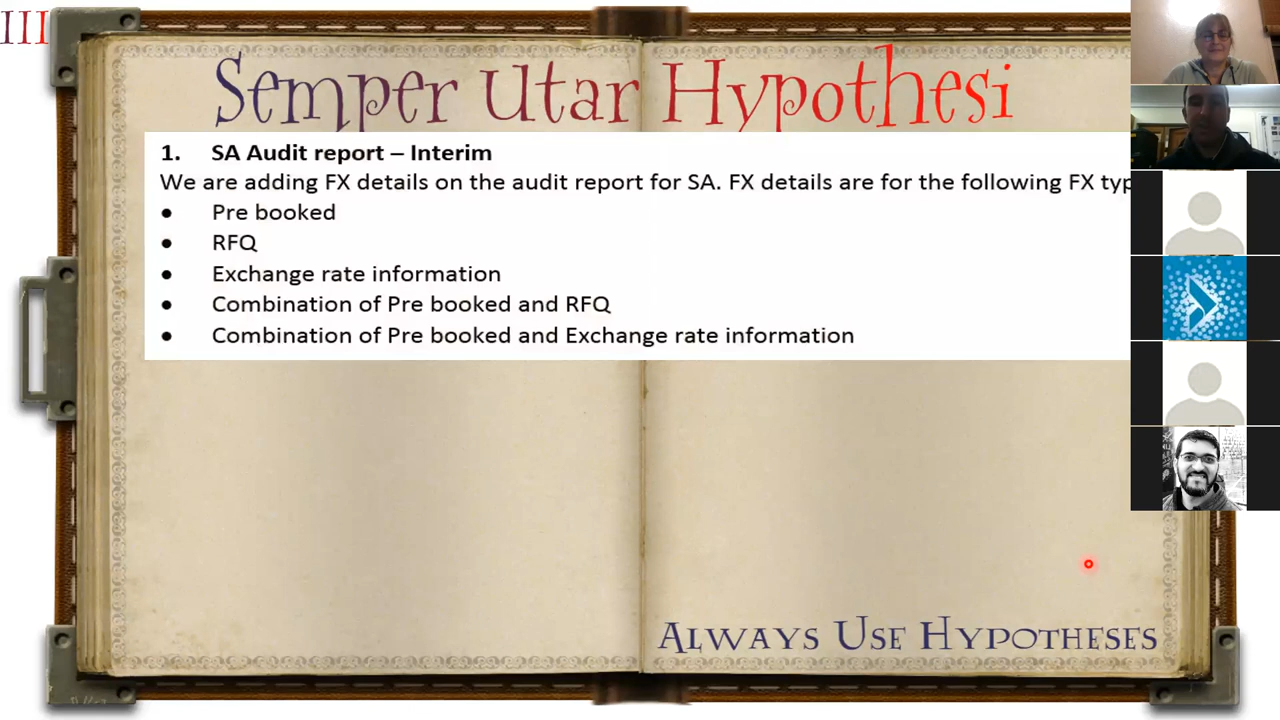 III
Semper Utar Hypothesi
1. SA Audit report – Interim
We are adding FX details on the audit report for SA. FX details are for the following FX typ
● Pre booked
● RFQ
● Exchange rate information
● Combination of Pre booked and RFQ
● Combination of Pre booked and Exchange rate information
Always Use Hypotheses